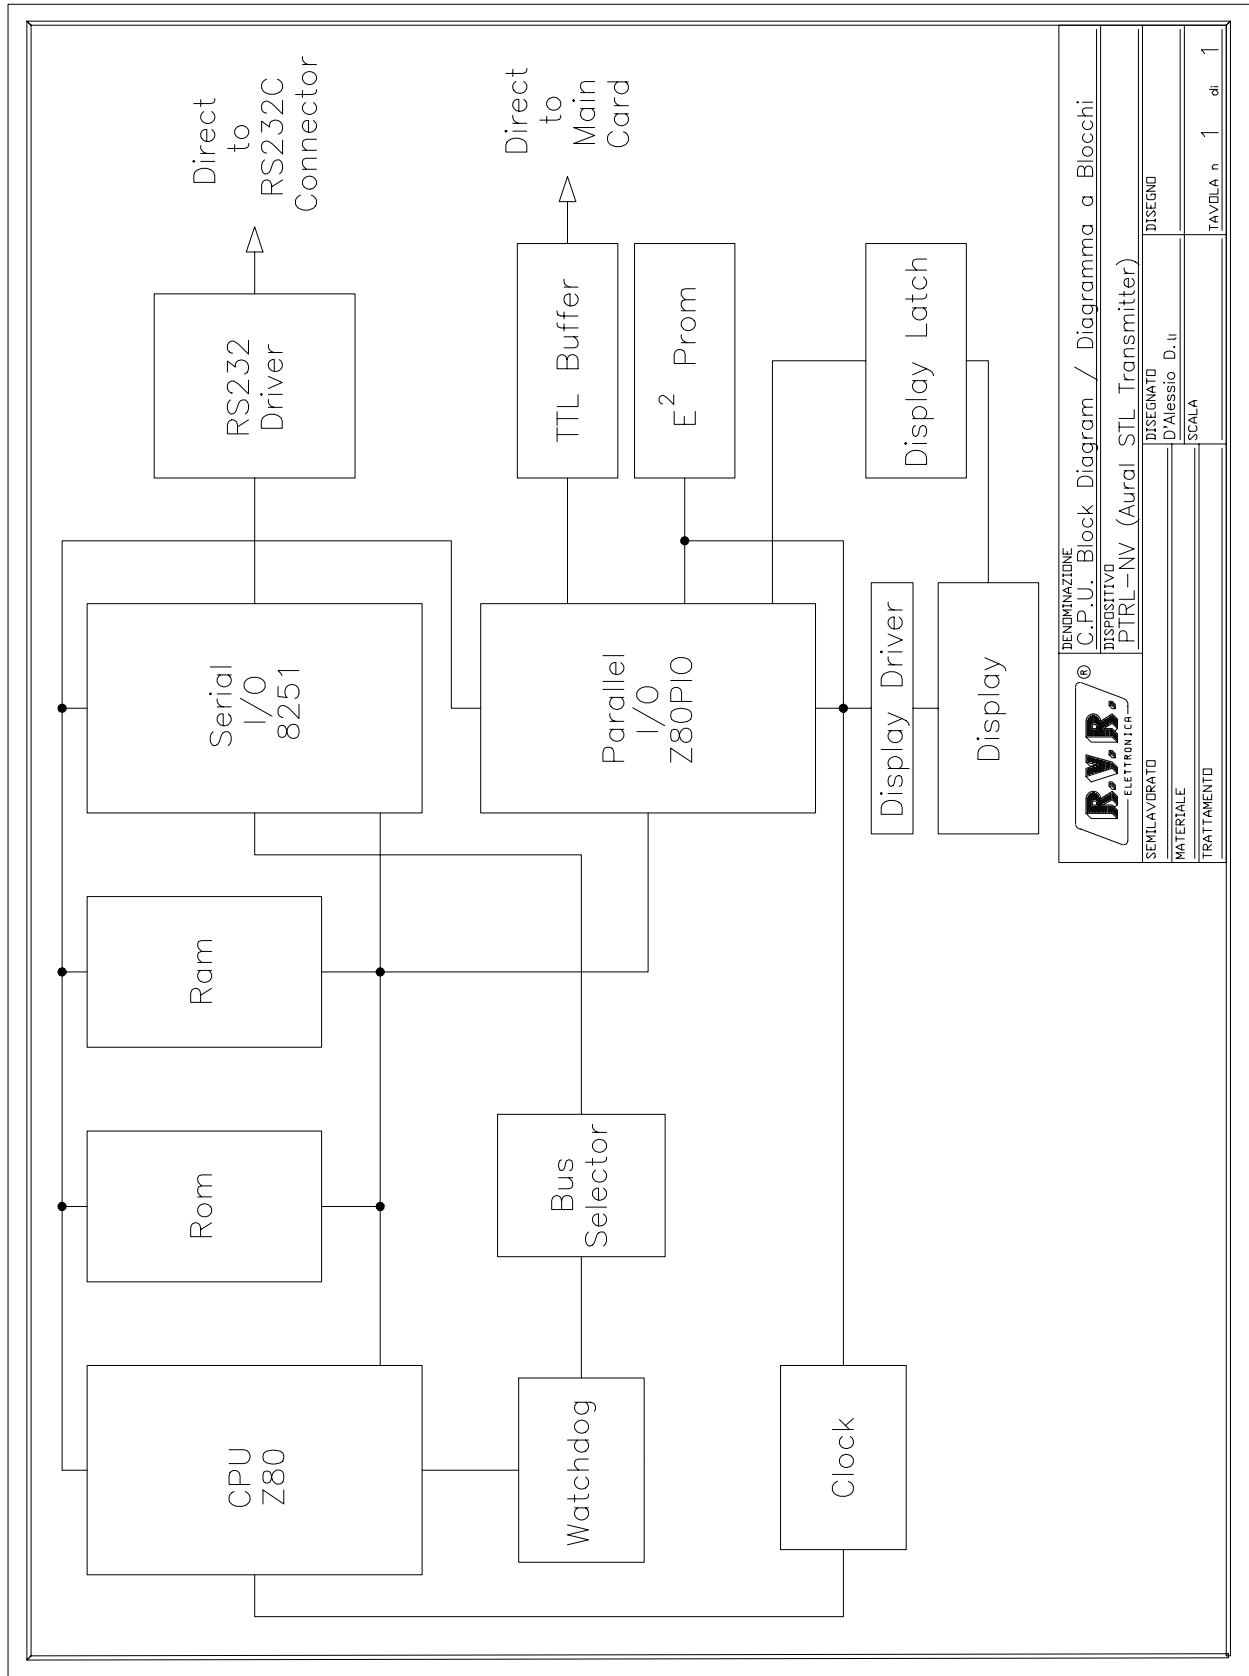 CPU
Z80
Rom
Ram
Serial
I/O
8251
RS232
Driver
Direct
to
RS232C
Connector
Watchdog
Bus
Selector
Parallel
I/O
Z80PIO
TTL Buffer
Direct
to
Main
Card
E² Prom
Clock
Display Driver
Display
Display Latch
R.V.R.®
ELETTRONICA
DENOMINAZIONE
C.P.U. Block Diagram / Diagramma a Blocchi
DISPOSITIVO
PTRL-NV (Aural STL Transmitter)
SEMILAVORATO
MATERIALE
TRATTAMENTO
DISEGNATO
D'Alessio D.
SCALA
DISEGNO
TAVOLA n 1 di 1